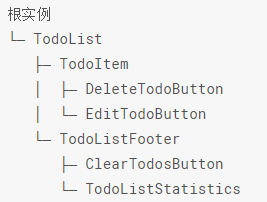 根实例
└─ TodoList
   ├─ TodoItem
   │  ├─ DeleteTodoButton
   │  └─ EditTodoButton
   └─ TodoListFooter
      ├─ ClearTodosButton
      └─ TodoListStatistics